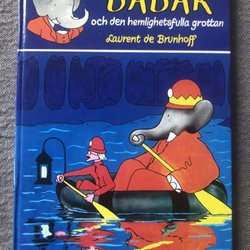 BABAR
och den hemlighetsfulla grottan
Laurent de Brunhoff